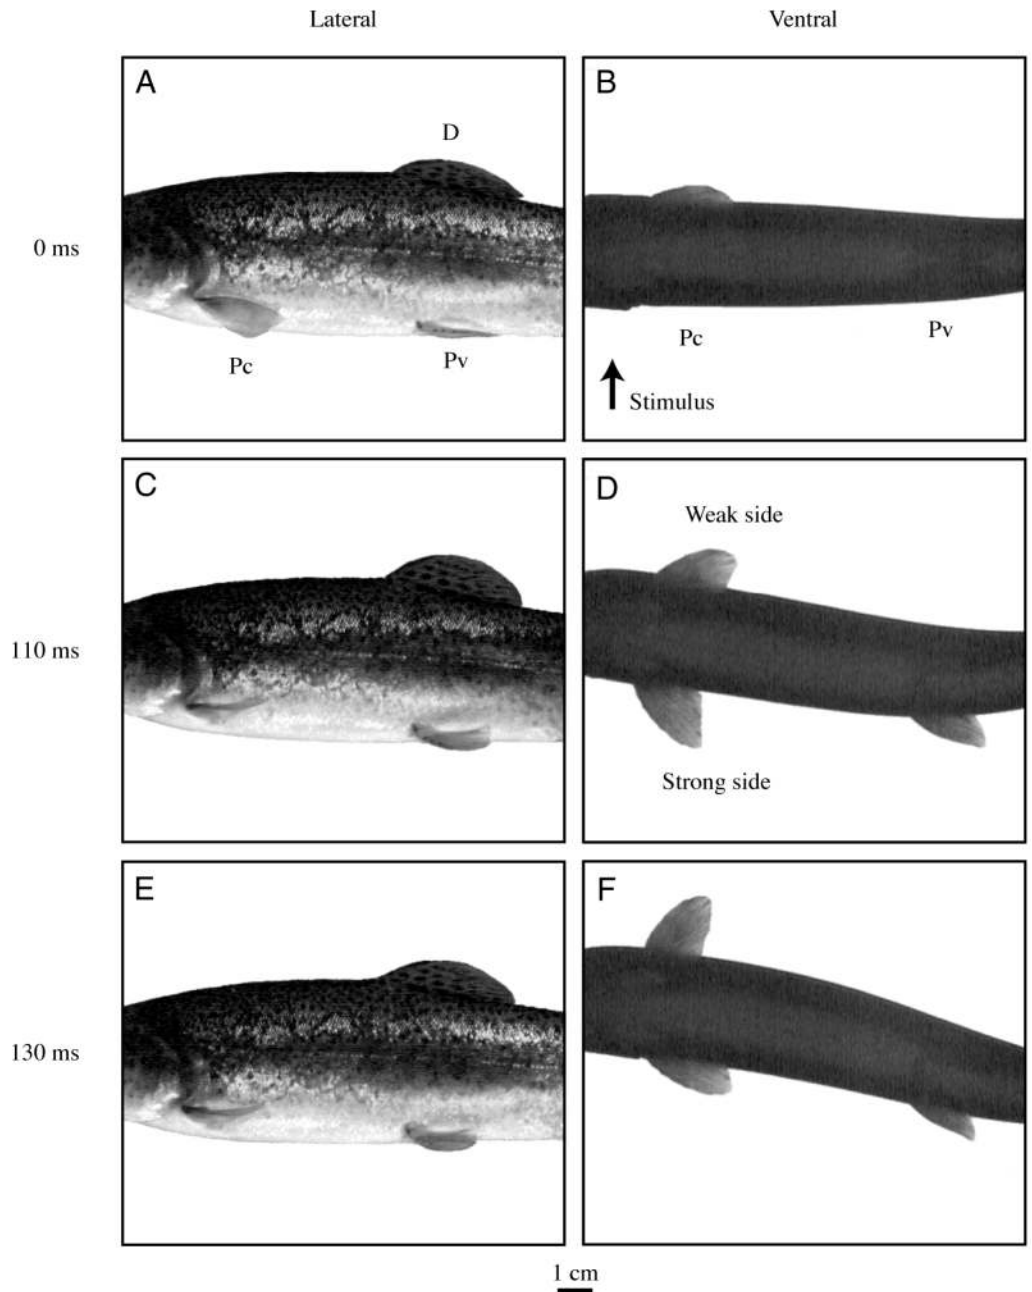 Lateral
Ventral
A
D
0 ms
Pc
Pv
B
Pc
Pv
Stimulus
C
110 ms
D
Weak side
Strong side
E
130 ms
F
1 cm